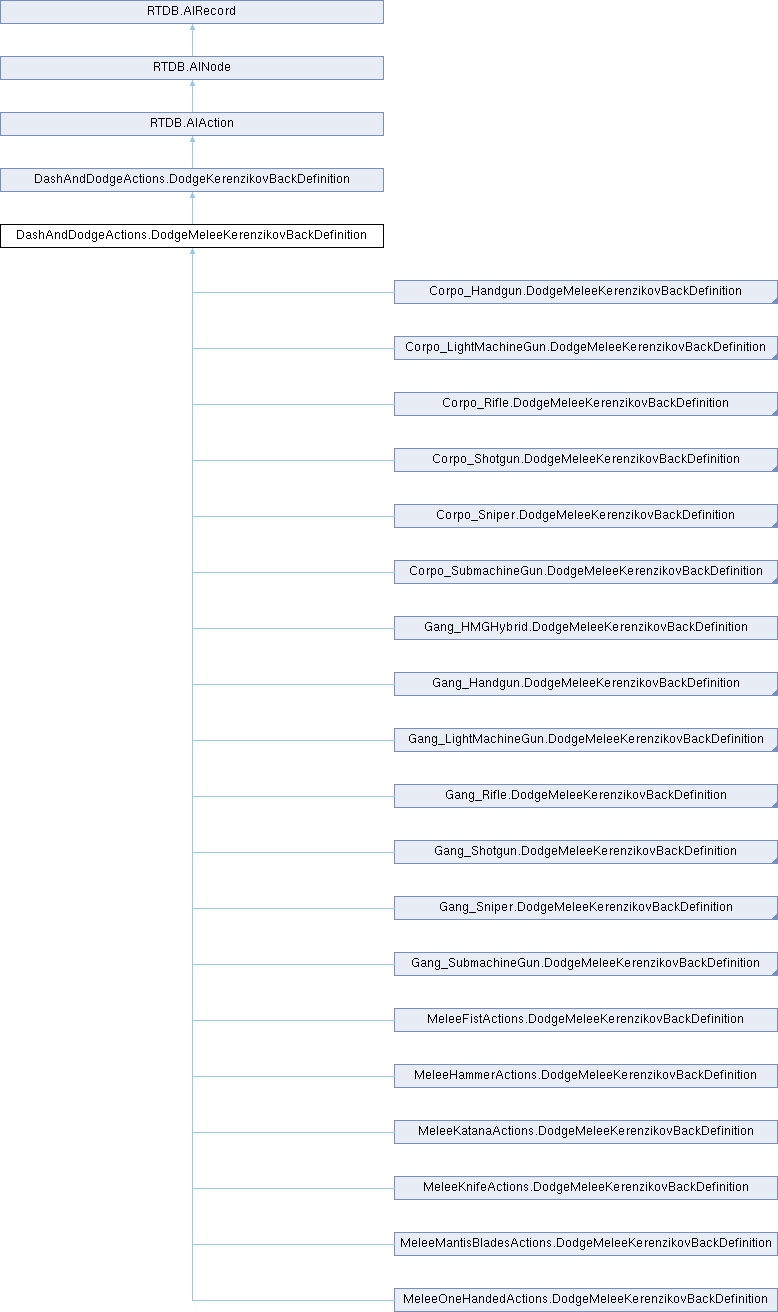 RTDB.AIRecord
RTDB.AINode
RTDB.AIAction
DashAndDodgeActions.DodgeKerenzikovBackDefinition
DashAndDodgeActions.DodgeMeleeKerenzikovBackDefinition
Corpo_Handgun.DodgeMeleeKerenzikovBackDefinition
Corpo_LightMachineGun.DodgeMeleeKerenzikovBackDefinition
Corpo_Rifle.DodgeMeleeKerenzikovBackDefinition
Corpo_Shotgun.DodgeMeleeKerenzikovBackDefinition
Corpo_Sniper.DodgeMeleeKerenzikovBackDefinition
Corpo_SubmachineGun.DodgeMeleeKerenzikovBackDefinition
Gang_HMGHybrid.DodgeMeleeKerenzikovBackDefinition
Gang_Handgun.DodgeMeleeKerenzikovBackDefinition
Gang_LightMachineGun.DodgeMeleeKerenzikovBackDefinition
Gang_Rifle.DodgeMeleeKerenzikovBackDefinition
Gang_Shotgun.DodgeMeleeKerenzikovBackDefinition
Gang_Sniper.DodgeMeleeKerenzikovBackDefinition
Gang_SubmachineGun.DodgeMeleeKerenzikovBackDefinition
MeleeFistActions.DodgeMeleeKerenzikovBackDefinition
MeleeHammerActions.DodgeMeleeKerenzikovBackDefinition
MeleeKatanaActions.DodgeMeleeKerenzikovBackDefinition
MeleeKnifeActions.DodgeMeleeKerenzikovBackDefinition
MeleeMantisBladesActions.DodgeMeleeKerenzikovBackDefinition
MeleeOneHandedActions.DodgeMeleeKerenzikovBackDefinition